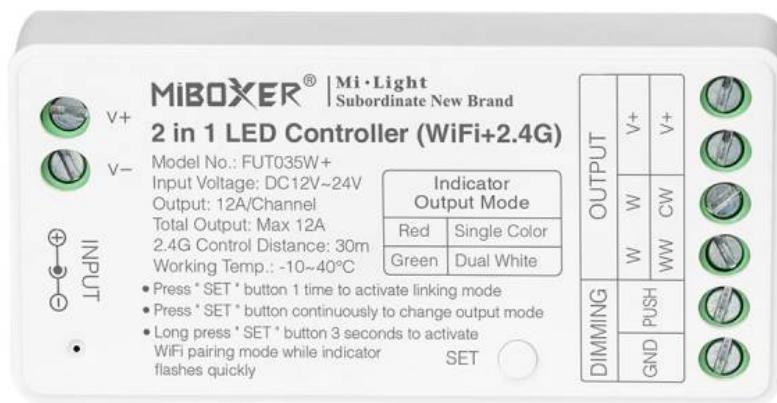 MiBOXER® | Mi·Light
Subordinate New Brand
2 in 1 LED Controller (WiFi+2.4G)
Model No.: FUT035W+
Input Voltage: DC12V~24V
Output: 12A/Channel
Total Output: Max 12A
2.4G Control Distance: 30m
Working Temp.: -10~40°C
Indicator
Output Mode
Red Single Color
Green Dual White
• Press " SET " button 1 time to activate linking mode
• Press " SET " button continuously to change output mode
• Long press " SET " button 3 seconds to activate
WiFi pairing mode while indicator
flashes quickly
SET
V+
V−
INPUT
⊕
⊖
OUTPUT
V+ V+
W CW
W WW
DIMMING
PUSH
GND